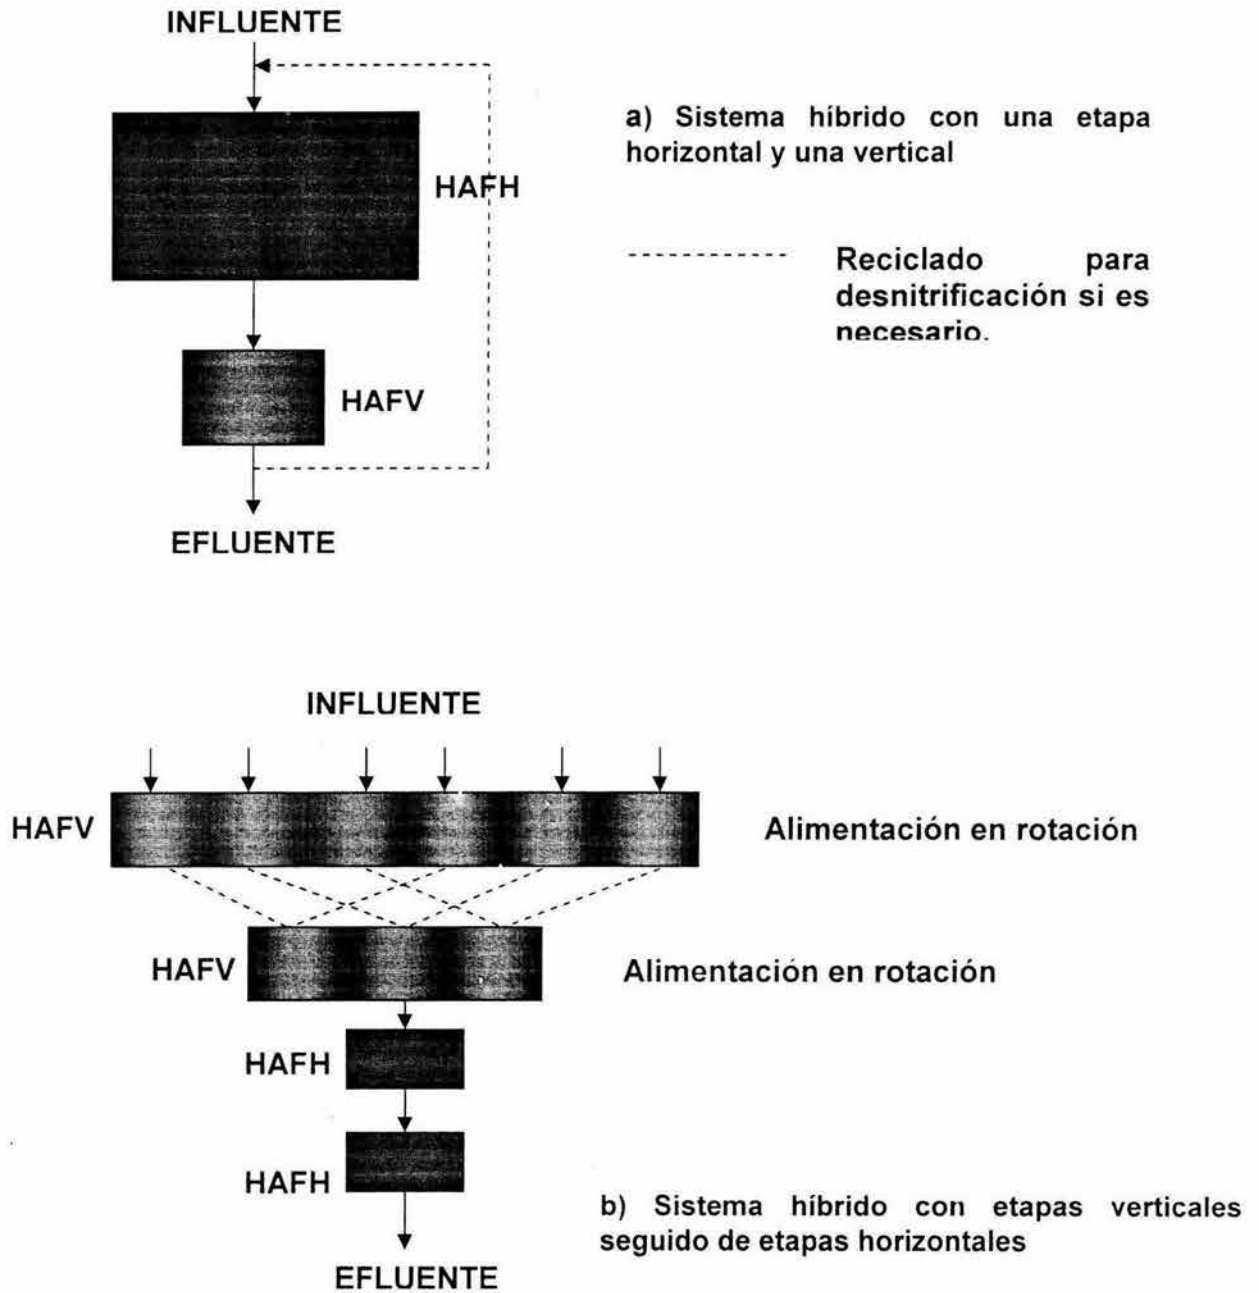 INFLUENTE
a) Sistema híbrido con una etapa
horizontal y una vertical
HAFH
Reciclado para
desnitrificación si es
necesario.
HAFV
EFLUENTE
INFLUENTE
HAFV
Alimentación en rotación
HAFV
Alimentación en rotación
HAFH
HAFH
b) Sistema híbrido con etapas verticales
seguido de etapas horizontales
EFLUENTE